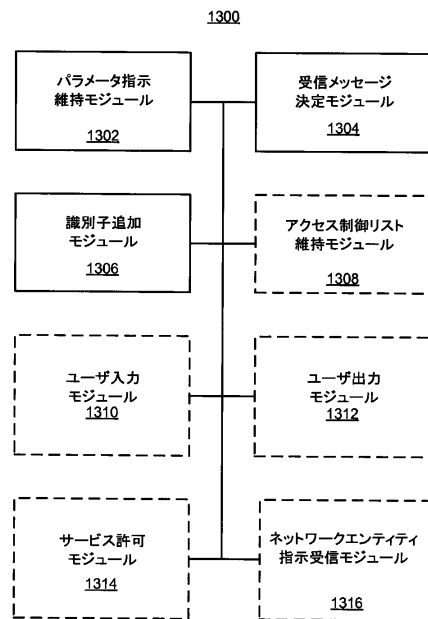 1300
パラメータ指示
維持モジュール
1302
受信メッセージ
決定モジュール
1304
識別子追加
モジュール
1306
アクセス制御リスト
維持モジュール
1308
ユーザ入力
モジュール
1310
ユーザ出力
モジュール
1312
サービス許可
モジュール
1314
ネットワークエンティティ
指示受信モジュール
1316